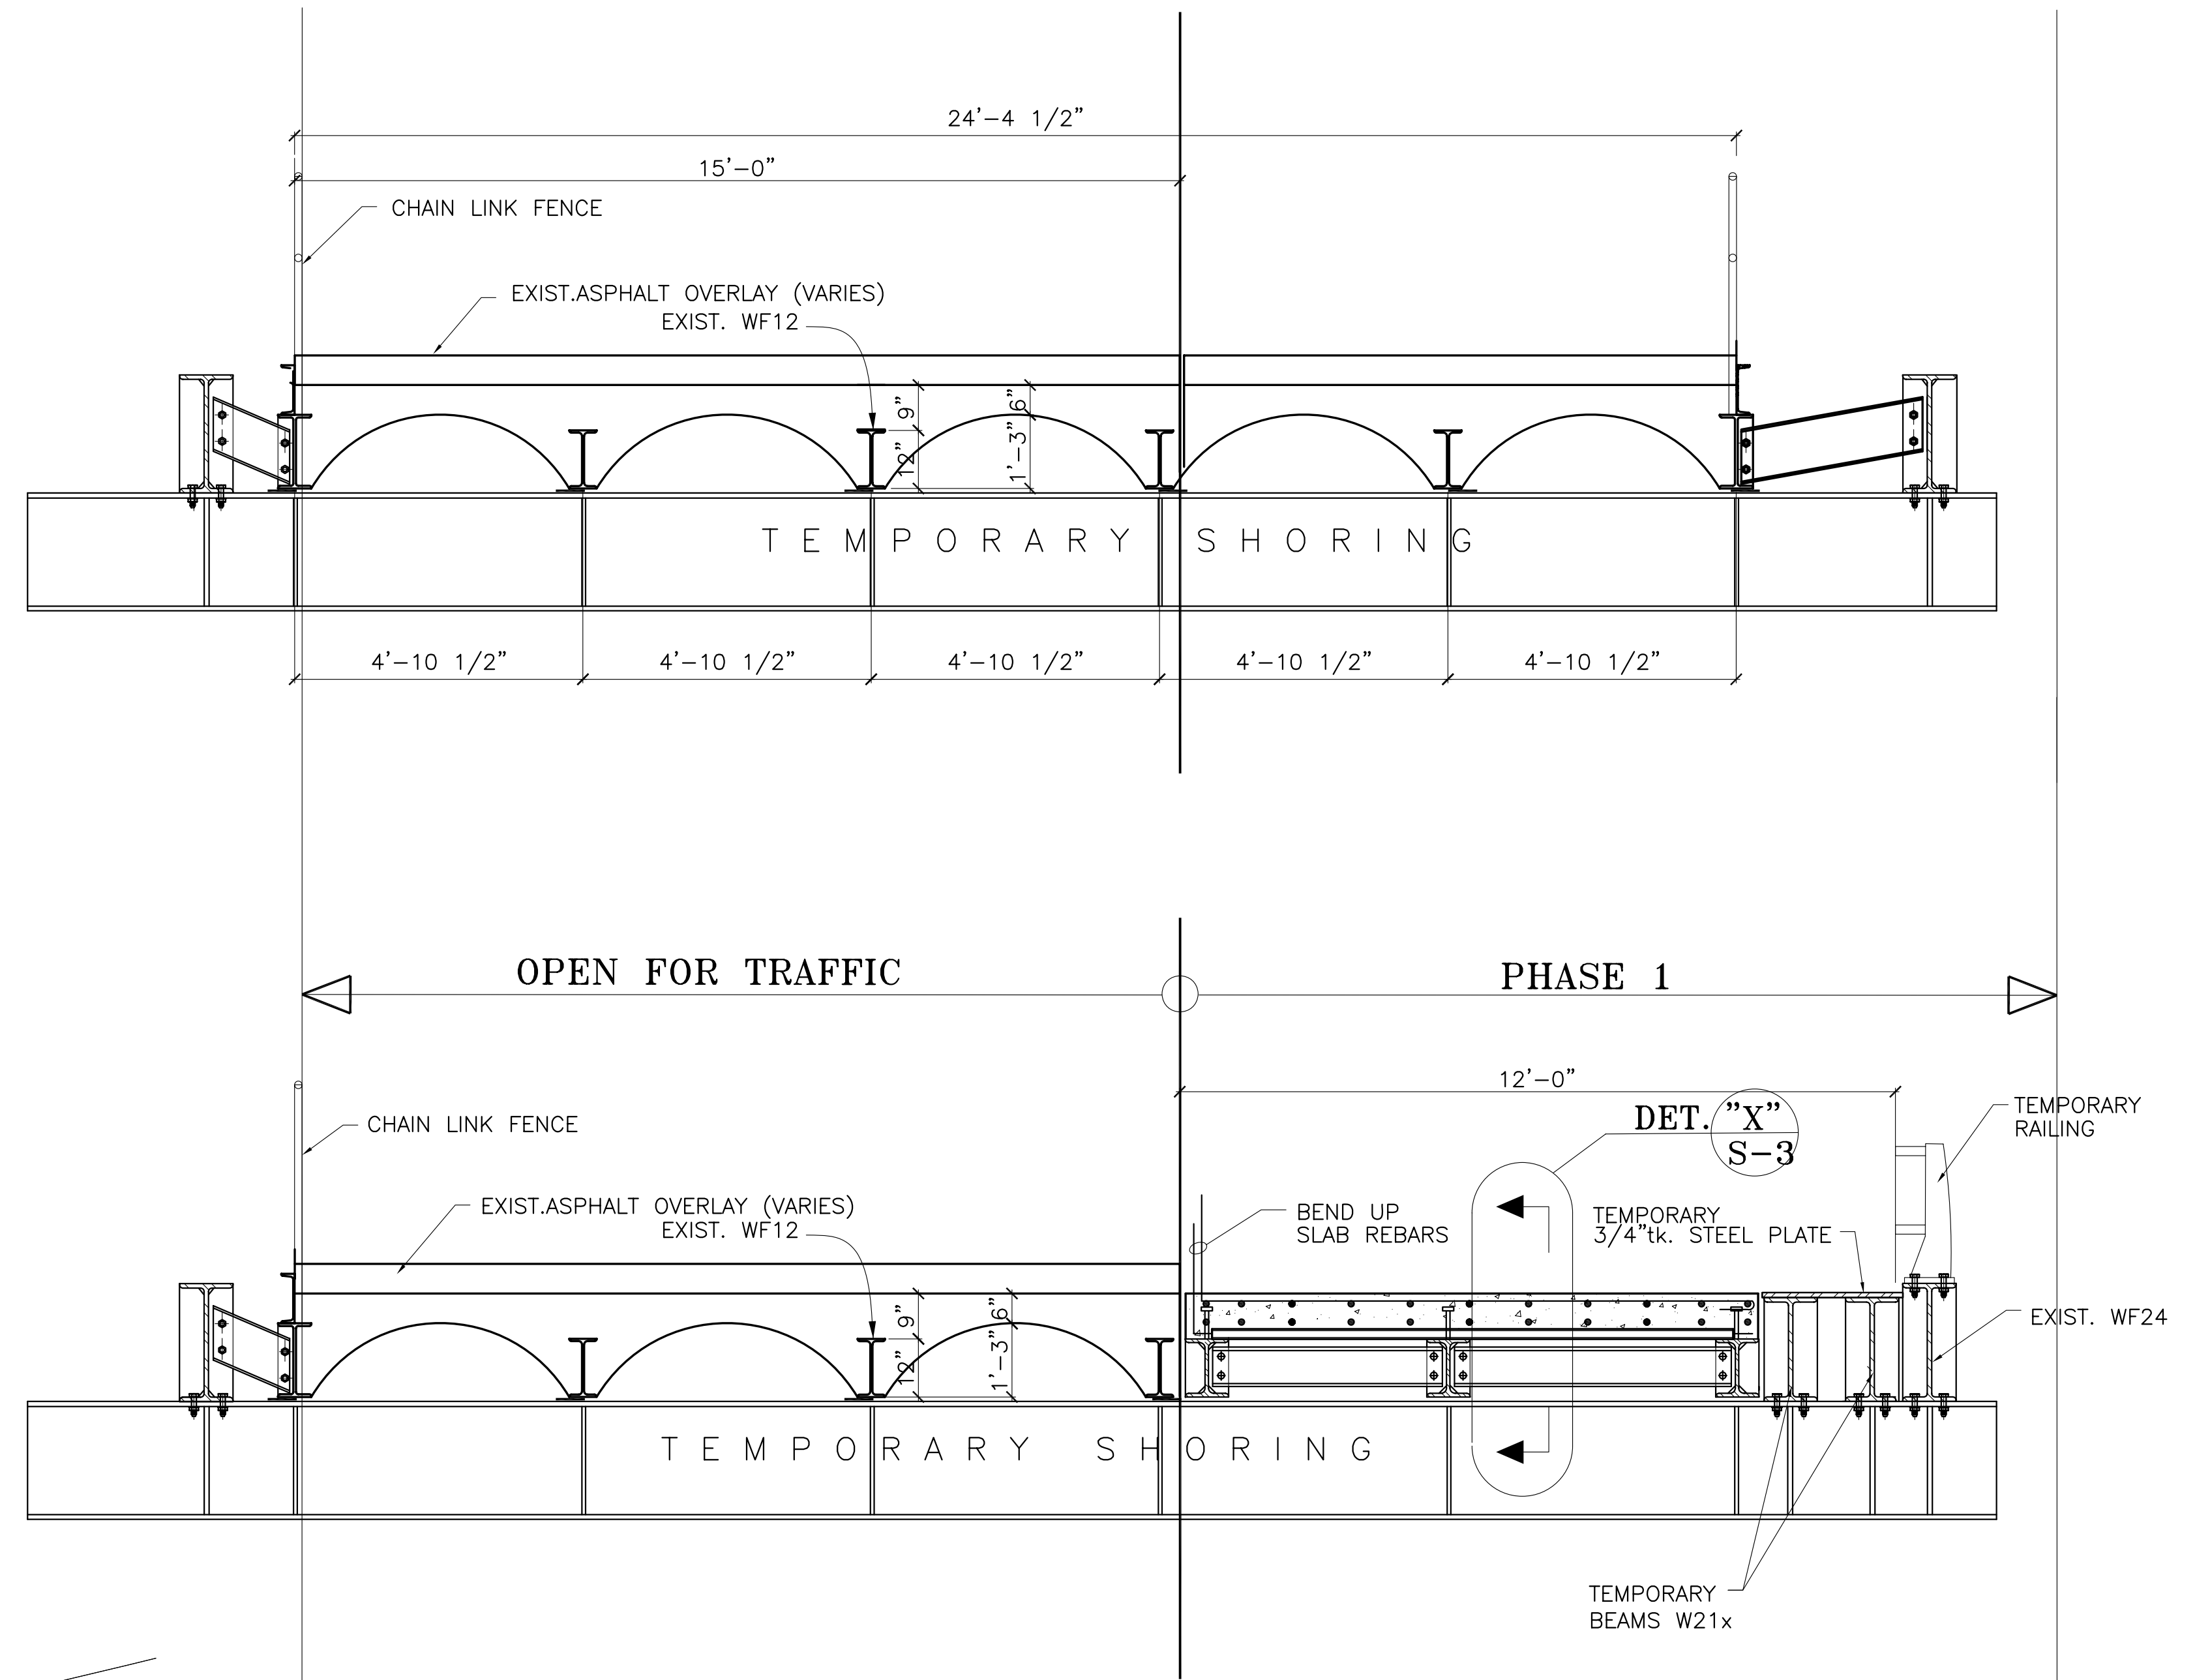 24'-4 1/2"
15'-0"
CHAIN LINK FENCE
EXIST.ASPHALT OVERLAY (VARIES)
EXIST. WF12
9"
6"
12"
1'-3"
TEMPORARY SHORING
4'-10 1/2"
4'-10 1/2"
4'-10 1/2"
4'-10 1/2"
4'-10 1/2"
OPEN FOR TRAFFIC
PHASE 1
12'-0"
DET. "X"
S-3
TEMPORARY
RAILING
CHAIN LINK FENCE
EXIST.ASPHALT OVERLAY (VARIES)
EXIST. WF12
BEND UP
SLAB REBARS
TEMPORARY
3/4"tk. STEEL PLATE
9"
6"
12"
1'-3"
EXIST. WF24
TEMPORARY SHORING
TEMPORARY
BEAMS W21x